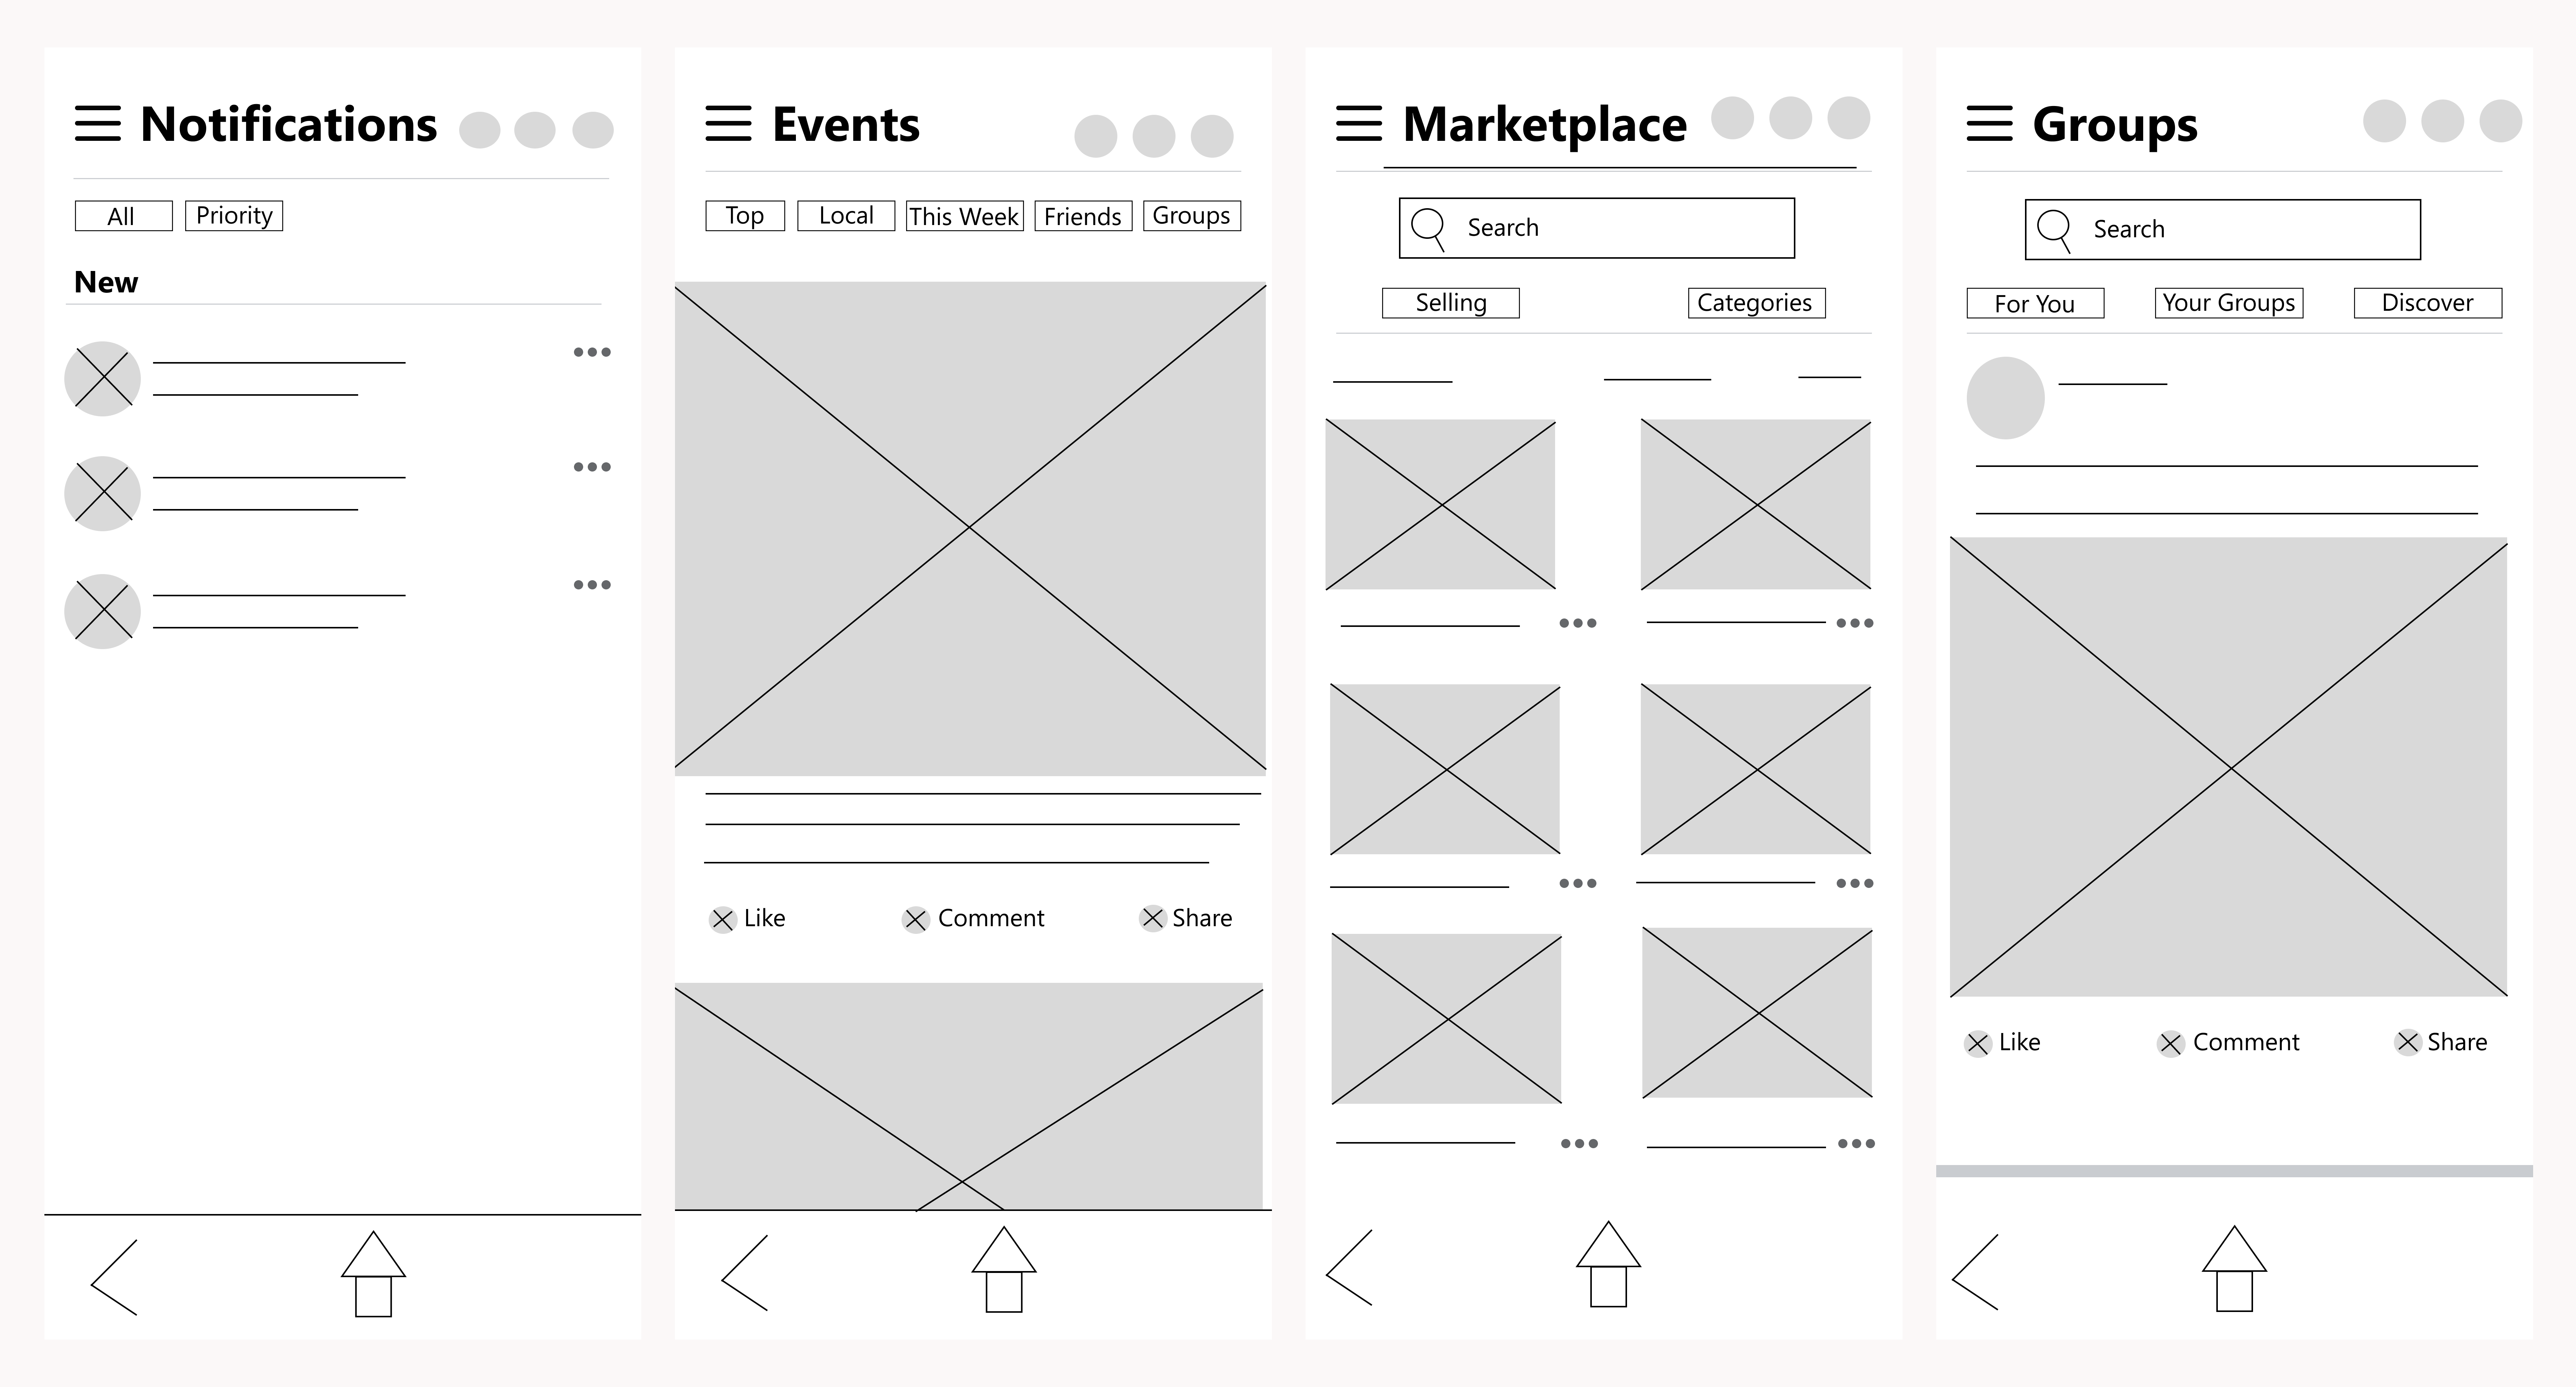 Notifications
All
Priority
New
Events
Top
Local
This Week
Friends
Groups
Like
Comment
Share
Marketplace
Search
Selling
Categories
Groups
Search
For You
Your Groups
Discover
Like
Comment
Share